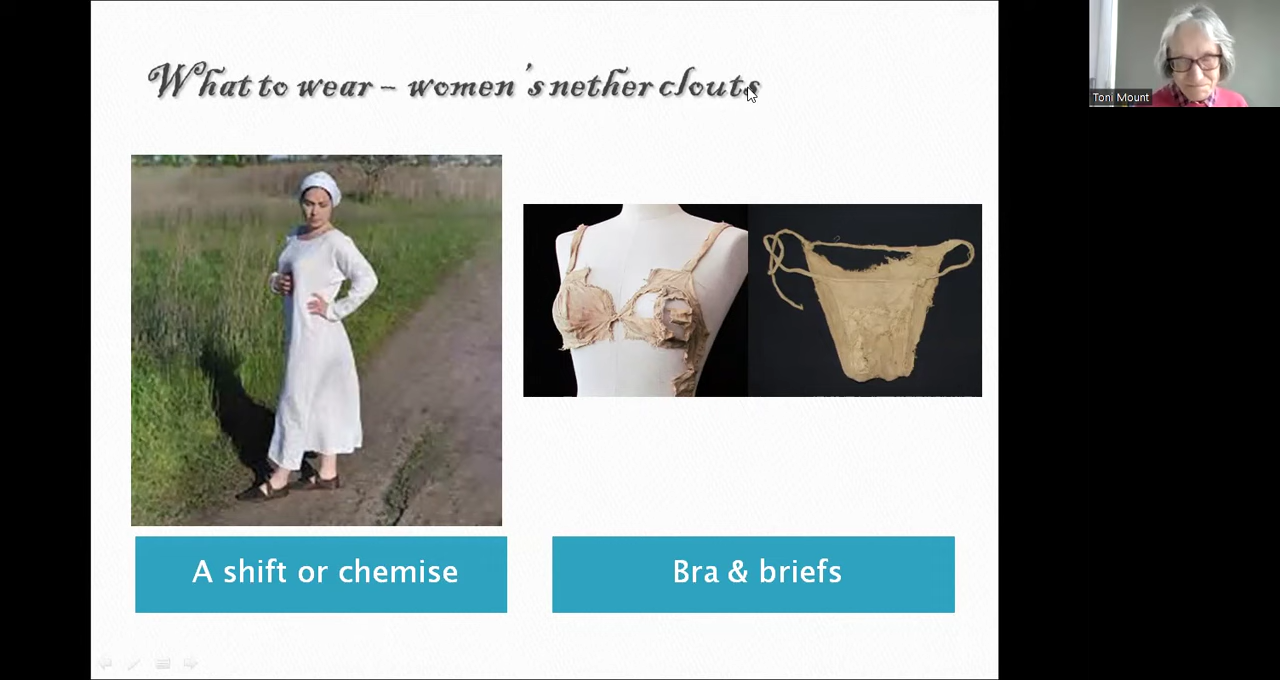 What to wear – women's nether clouts
Toni Mount
A shift or chemise
Bra & briefs